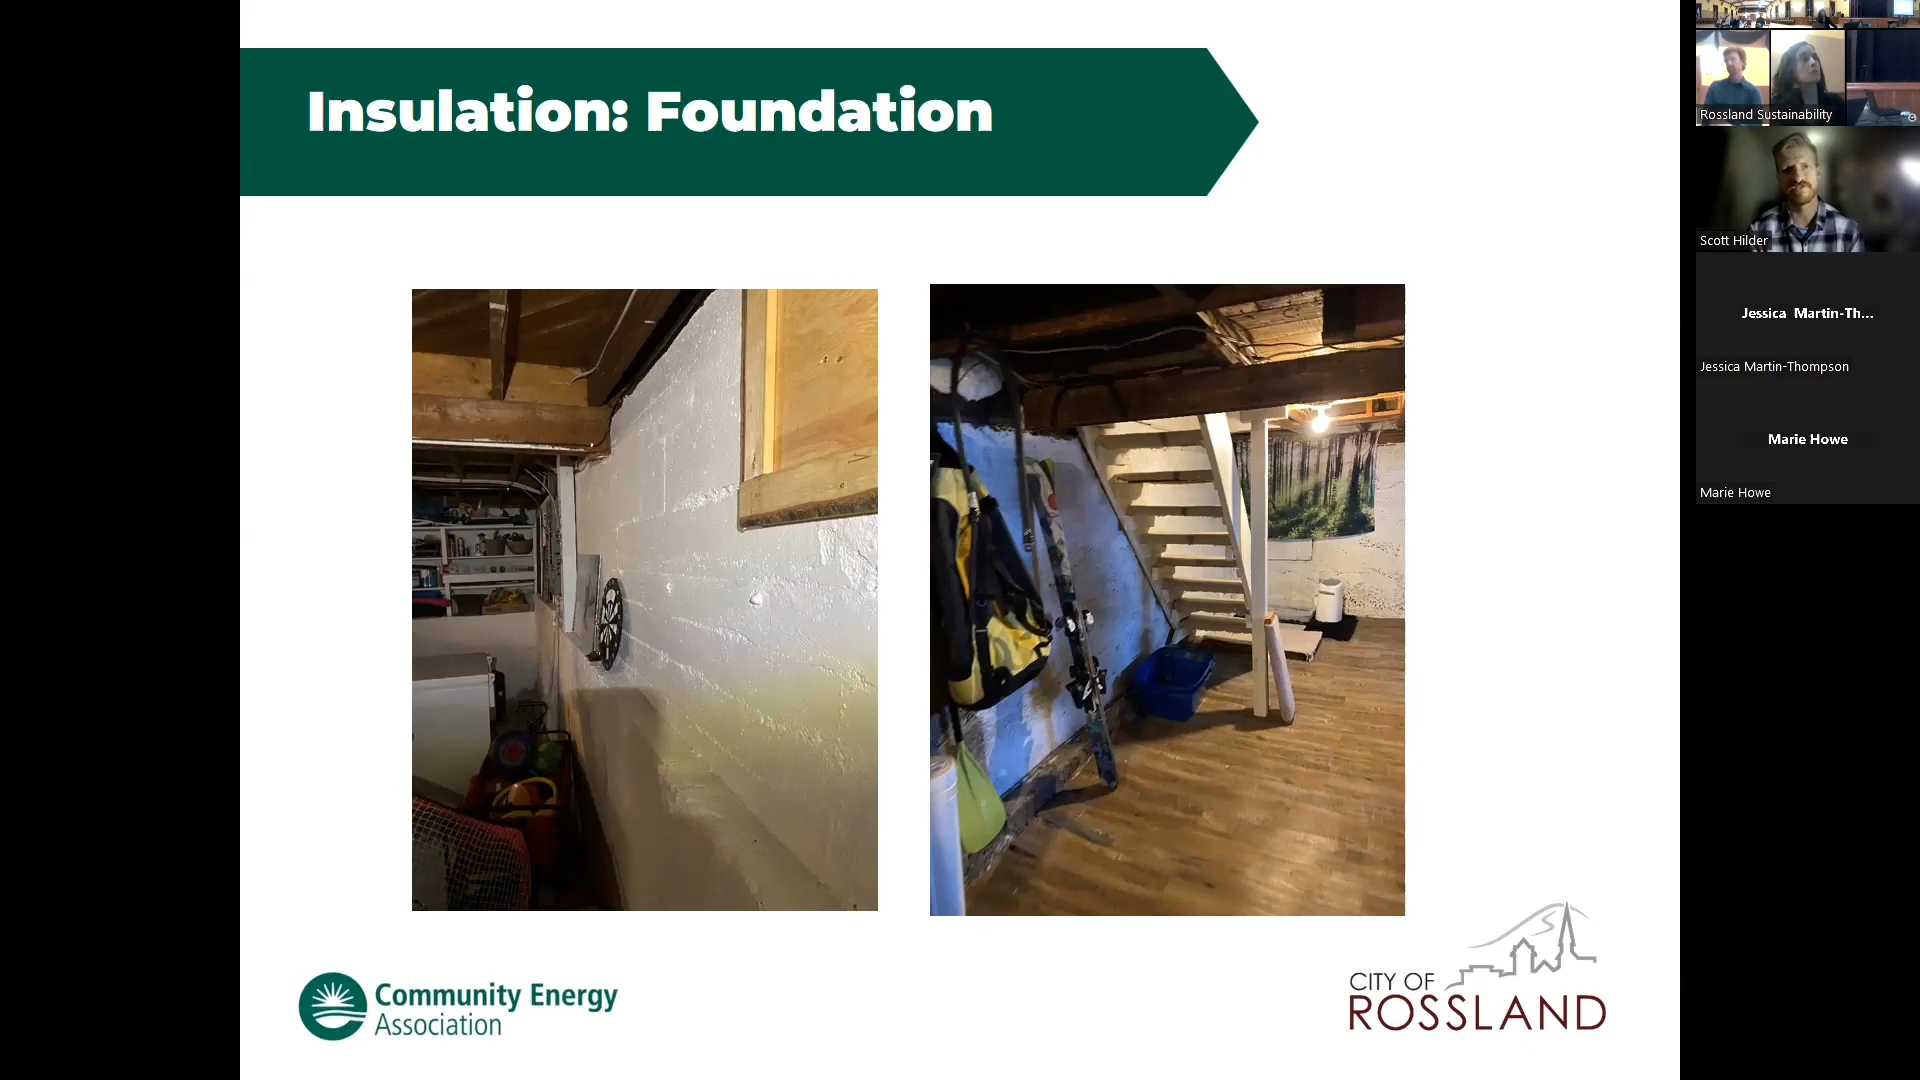 Insulation: Foundation
Community Energy
Association
CITY OF
ROSSLAND
Rossland Sustainability
Scott Hilder
Jessica Martin-Th...
Jessica Martin-Thompson
Marie Howe
Marie Howe